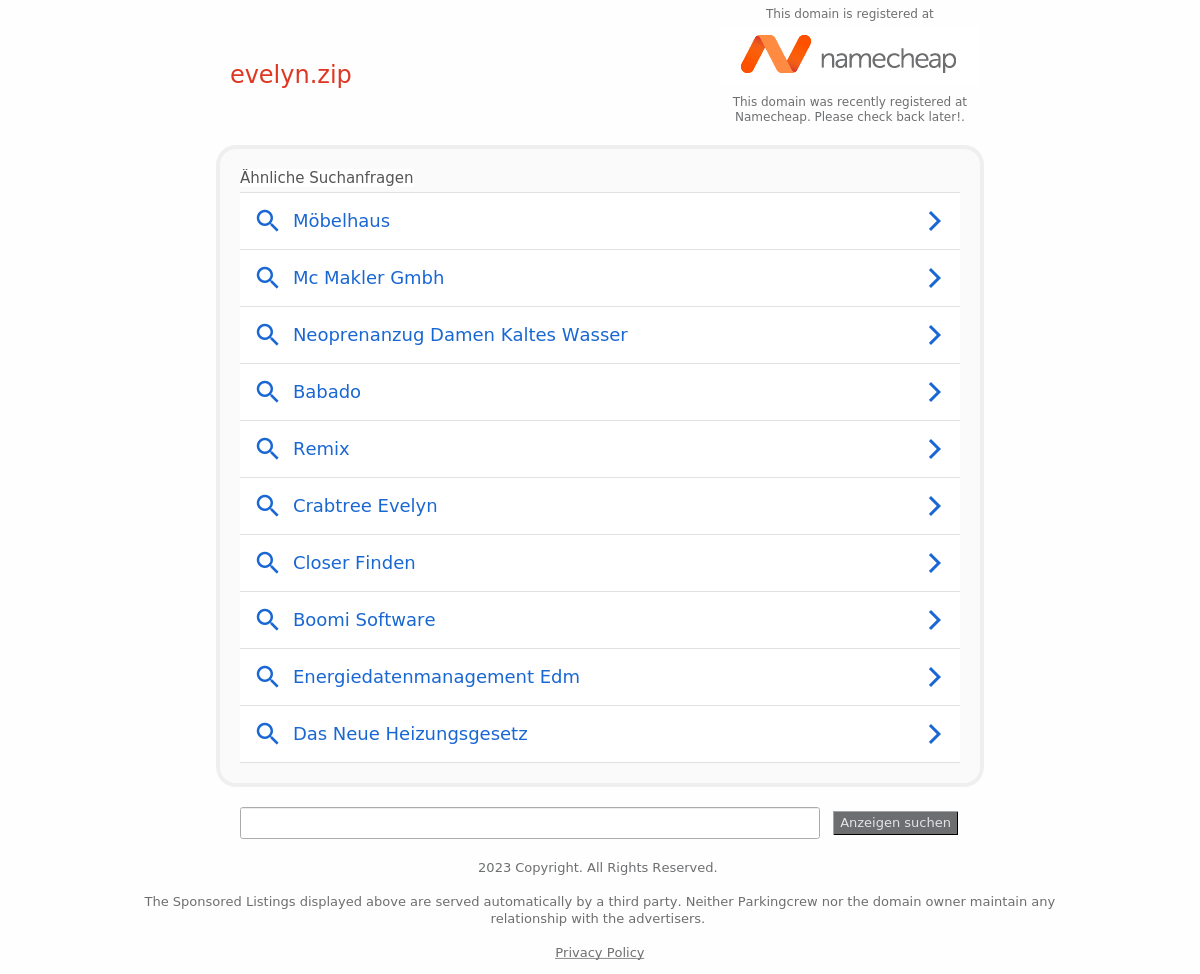 This domain is registered at
namecheap
evelyn.zip
This domain was recently registered at
Namecheap. Please check back later!.
Ähnliche Suchanfragen
Möbelhaus
Mc Makler Gmbh
Neoprenanzug Damen Kaltes Wasser
Babado
Remix
Crabtree Evelyn
Closer Finden
Boomi Software
Energiedatenmanagement Edm
Das Neue Heizungsgesetz
Anzeigen suchen
2023 Copyright. All Rights Reserved.
The Sponsored Listings displayed above are served automatically by a third party. Neither Parkingcrew nor the domain owner maintain any
relationship with the advertisers.
Privacy Policy